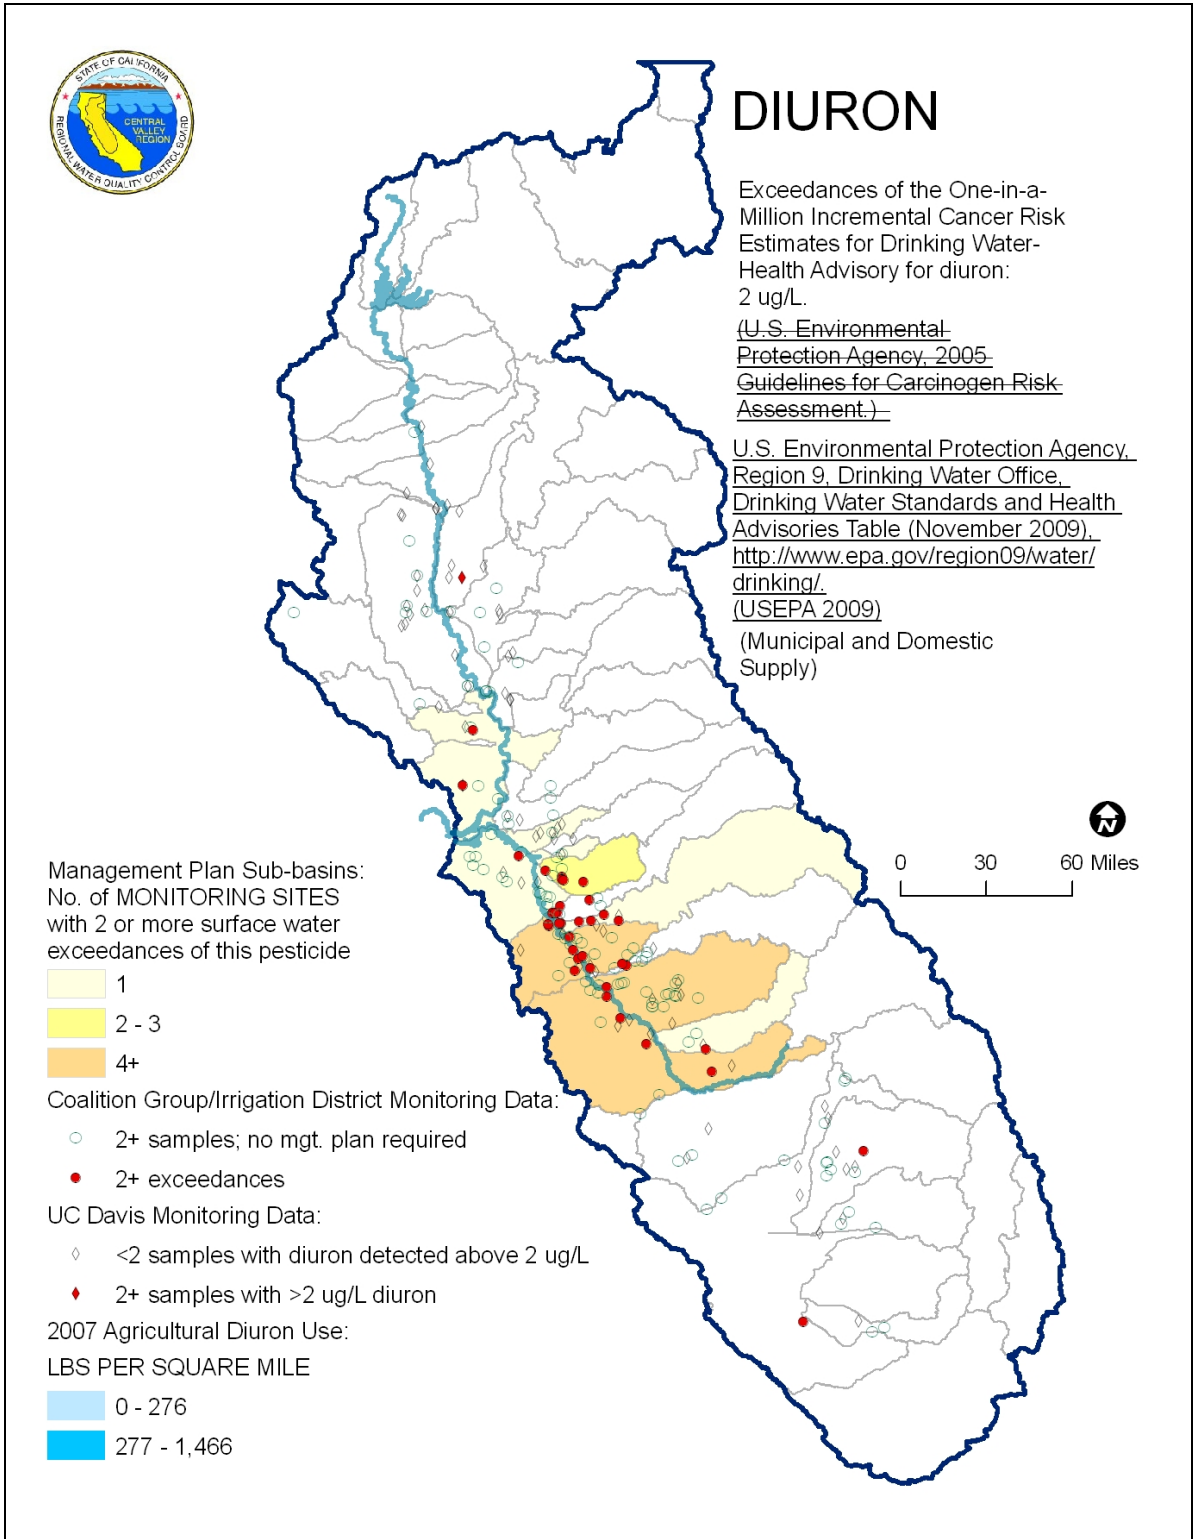 STATE OF CALIFORNIA
CENTRAL
VALLEY
REGION
REGIONAL WATER QUALITY CONTROL BOARD
DIURON
Exceedances of the One-in-a-
Million Incremental Cancer Risk
Estimates for Drinking Water-
Health Advisory for diuron:
2 ug/L.
(U.S. Environmental
Protection Agency, 2005
Guidelines for Carcinogen Risk
Assessment.)
U.S. Environmental Protection Agency,
Region 9, Drinking Water Office,
Drinking Water Standards and Health
Advisories Table (November 2009),
http://www.epa.gov/region09/water/
drinking/.
(USEPA 2009)
(Municipal and Domestic
Supply)
N
0 30 60 Miles
Management Plan Sub-basins:
No. of MONITORING SITES
with 2 or more surface water
exceedances of this pesticide
1
2 - 3
4+
Coalition Group/Irrigation District Monitoring Data:
2+ samples; no mgt. plan required
2+ exceedances
UC Davis Monitoring Data:
<2 samples with diuron detected above 2 ug/L
2+ samples with >2 ug/L diuron
2007 Agricultural Diuron Use:
LBS PER SQUARE MILE
0 - 276
277 - 1,466